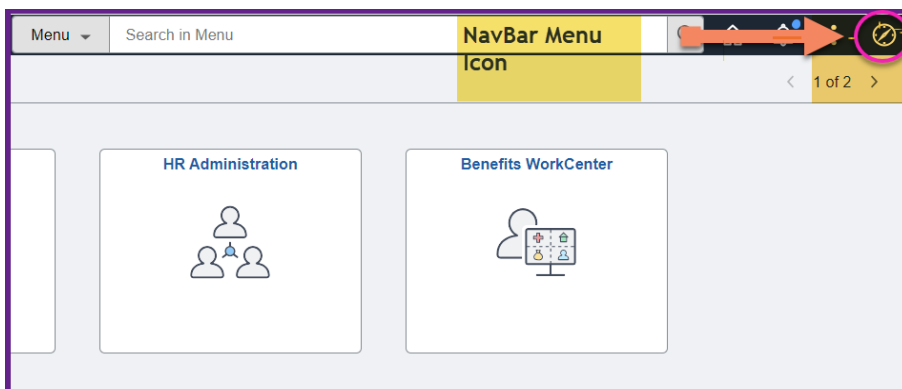 Menu Search in Menu NavBar Menu
Icon
1 of 2
HR Administration Benefits WorkCenter